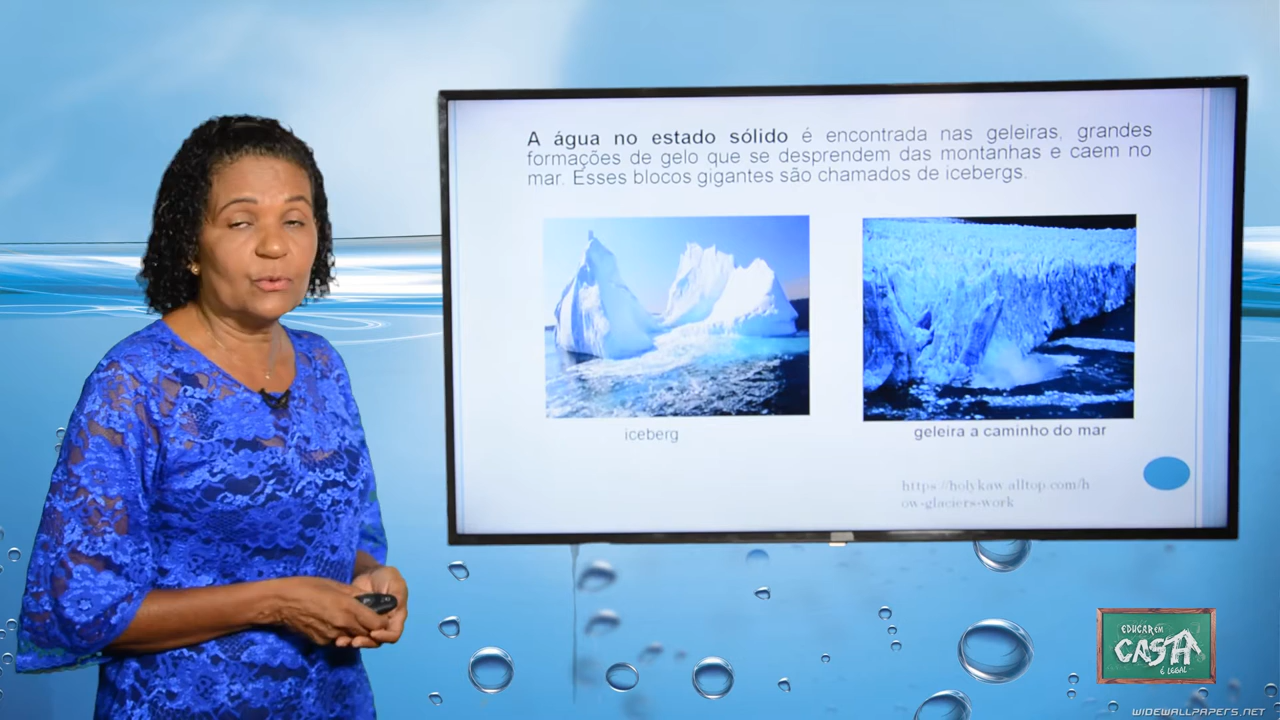 A água no estado sólido é encontrada nas geleiras, grandes
formações de gelo que se desprendem das montanhas e caem no
mar. Esses blocos gigantes são chamados de icebergs.
iceberg
geleira a caminho do mar
https://holykaw.alltop.com/h
ow-glaciers-work
EDUCAR EM
CASA
É LEGAL
WIDEWALLPAPERS.NET